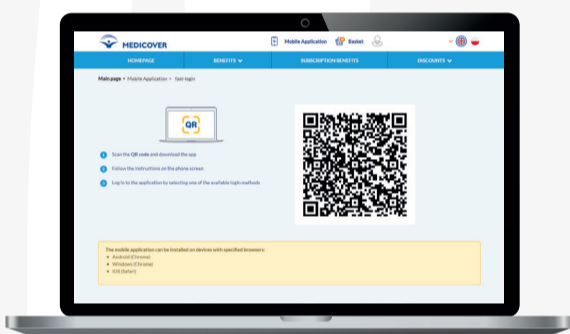 MEDICOVER
Mobile Application
Basket
HOMEPAGE
BENEFITS
SUBSCRIPTION BENEFITS
DISCOUNTS
Main page • Mobile Application • fast-login
QR
1 Scan the QR code and download the app
2 Follow the instructions on the phone screen
3 Log in to the application by selecting one of the available login methods
The mobile application can be installed on devices with specified browsers:
• Android (Chrome)
• Windows (Chrome)
• iOS (Safari)